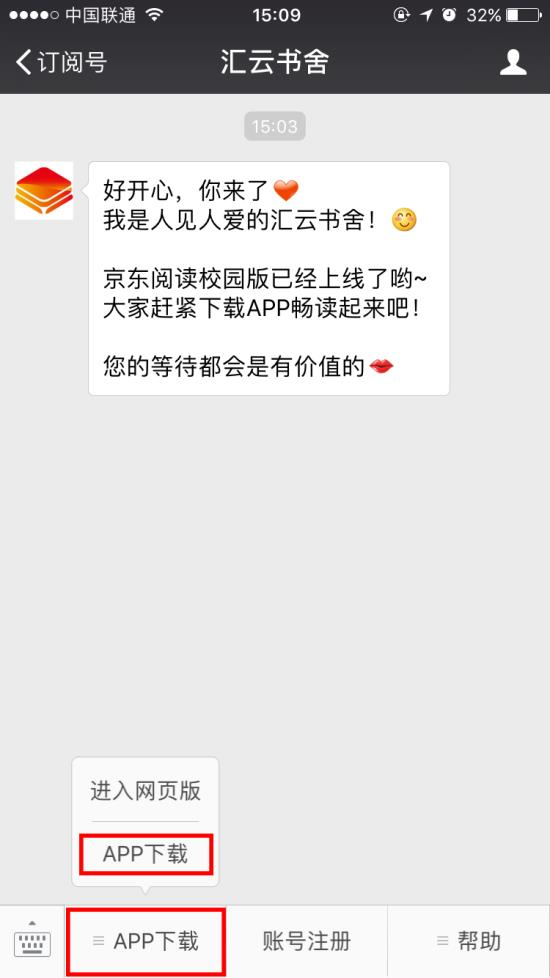 中国联通 15:09 32%
订阅号 汇云书舍
15:03
好开心，你来了❤️
我是人见人爱的汇云书舍！😊
京东阅读校园版已经上线了哟~
大家赶紧下载APP畅读起来吧！
您的等待都会是有价值的💋
进入网页版
APP下载
APP下载 账号注册 帮助